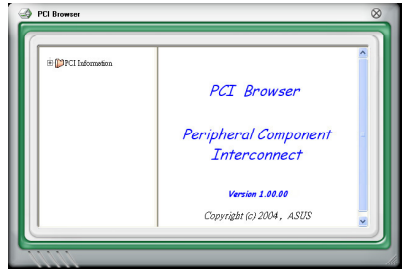 PCI Browser
PCI Information
PCI Browser
Peripheral Component
Interconnect
Version 1.00.00
Copyright (c) 2004 , ASUS